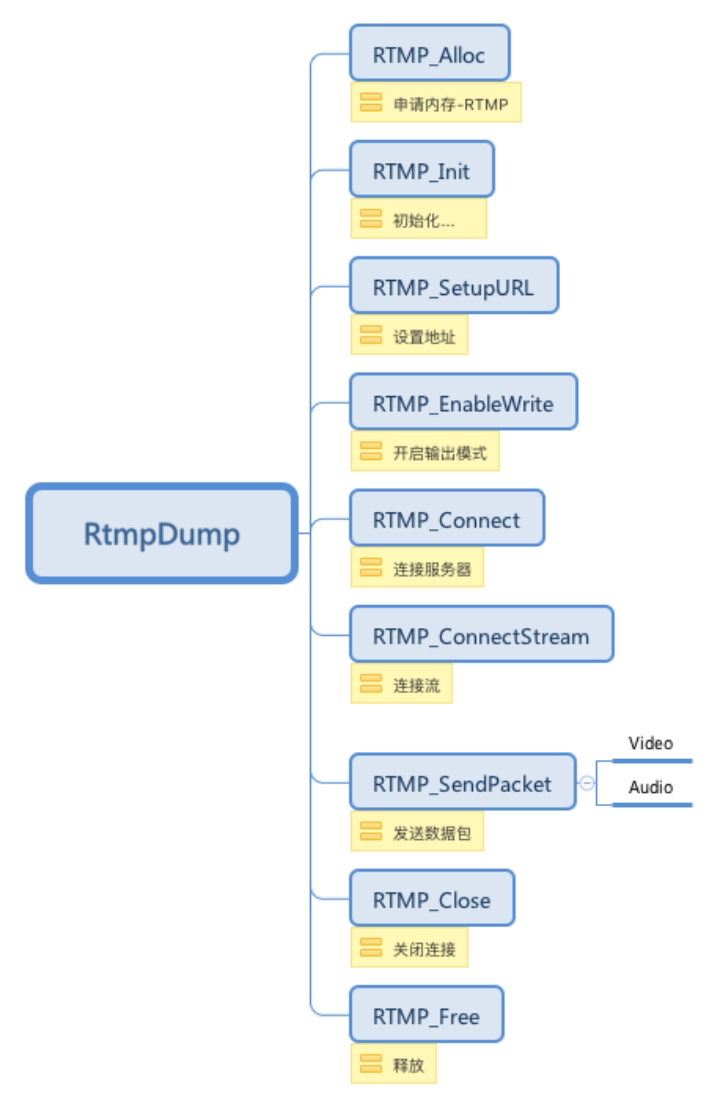 RTMP_Alloc
申请内存-RTMP
RTMP_Init
初始化...
RTMP_SetupURL
设置地址
RTMP_EnableWrite
开启输出模式
RtmpDump
RTMP_Connect
连接服务器
RTMP_ConnectStream
连接流
RTMP_SendPacket
Video
Audio
发送数据包
RTMP_Close
关闭连接
RTMP_Free
释放